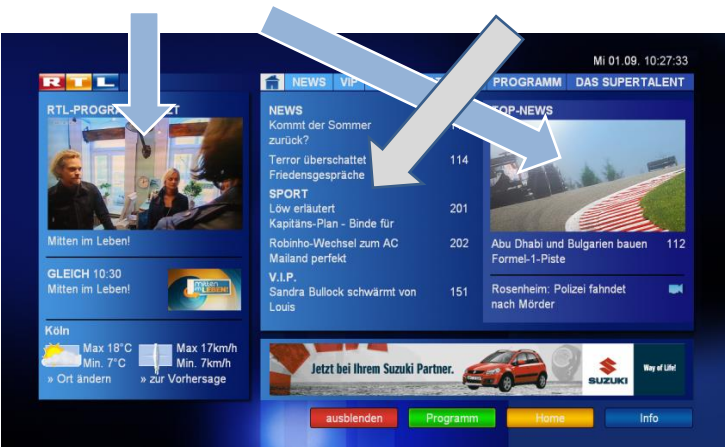 Mi 01.09. 10:27:33
RTL
NEWS VIP PROGRAMM DAS SUPERTALENT
RTL-PROGR
Mitten im Leben!
GLEICH 10:30
Mitten im Leben!
MITTEN IM LEBEN!
Köln
Max 18°C
Min. 7°C
Max 17km/h
Min. 7km/h
» Ort ändern
» zur Vorhersage
NEWS
Kommt der Sommer
zurück?
Terror überschattet 114
Friedensgespräche
SPORT
Löw erläutert 201
Kapitäns-Plan - Binde für
Robinho-Wechsel zum AC 202
Mailand perfekt
V.I.P.
Sandra Bullock schwärmt von 151
Louis
TOP-NEWS
Abu Dhabi und Bulgarien bauen 112
Formel-1-Piste
Rosenheim: Polizei fahndet
nach Mörder
Jetzt bei Ihrem Suzuki Partner.
SUZUKI
Way of Life!
ausblenden Programm Home Info